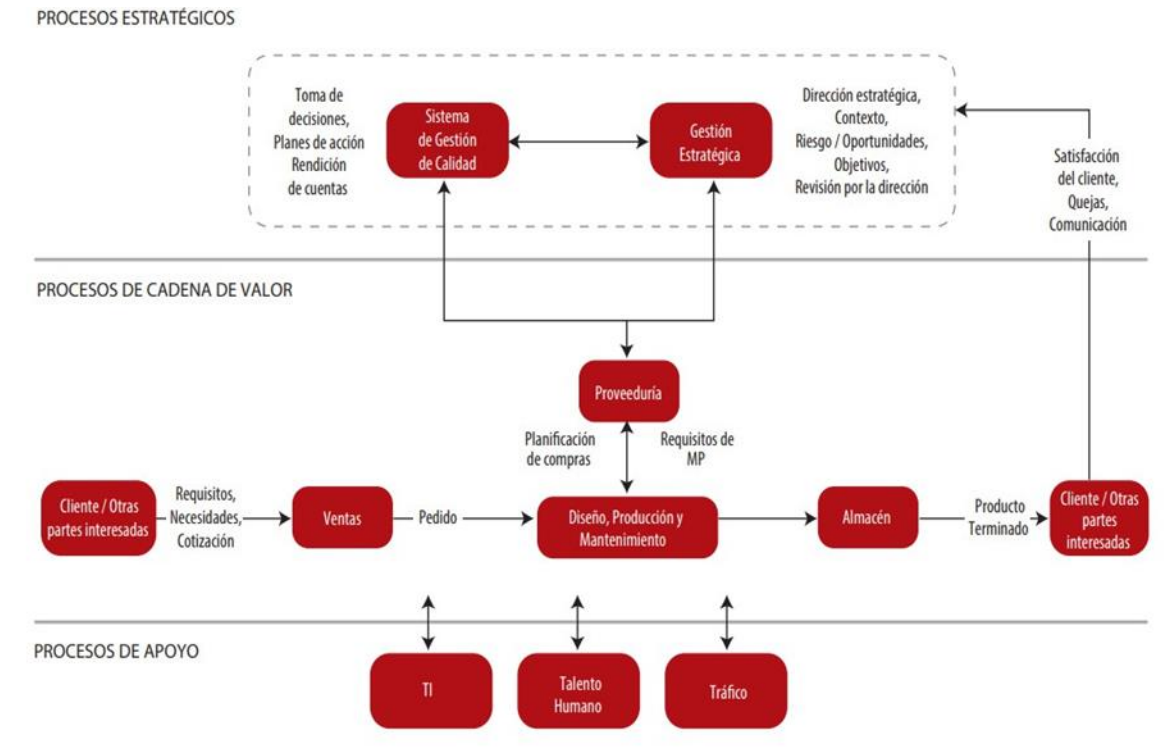 PROCESOS ESTRATÉGICOS
Toma de
decisiones,
Planes de acción
Rendición
de cuentas
Sistema
de Gestión
de Calidad
Gestión
Estratégica
Dirección estratégica,
Contexto,
Riesgo / Oportunidades,
Objetivos,
Revisión por la dirección
Satisfacción
del cliente,
Quejas,
Comunicación
PROCESOS DE CADENA DE VALOR
Proveeduría
Planificación
de compras
Requisitos de
MP
Cliente / Otras
partes interesadas
Requisitos,
Necesidades,
Cotización
Ventas
Pedido
Diseño, Producción y
Mantenimiento
Almacén
Producto
Terminado
Cliente / Otras
partes
interesadas
PROCESOS DE APOYO
TI
Talento
Humano
Tráfico